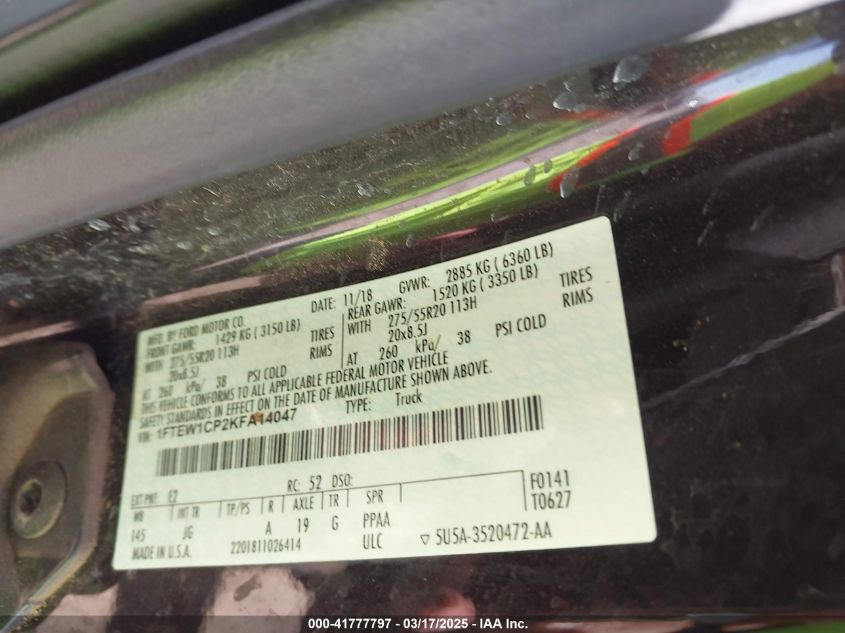 MFD. BY FORD MOTOR CO.
DATE: 11/18 GVWR: 2885 KG ( 6360 LB)
FRONT GAWR: 1429 KG ( 3150 LB)
REAR GAWR: 1520 KG ( 3350 LB)
WITH 275/55R20 113H TIRES
WITH 275/55R20 113H TIRES
20x8.5J RIMS
20x8.5J RIMS
AT 260 kPa/ 38 PSI COLD
AT 260 kPa/ 38 PSI COLD
THIS VEHICLE CONFORMS TO ALL APPLICABLE FEDERAL MOTOR VEHICLE
SAFETY STANDARDS IN EFFECT ON THE DATE OF MANUFACTURE SHOWN ABOVE.
VIN: 1FTEW1CP2KFA14047
TYPE: Truck
EXT PNT: E2 RC: 52 DSO:
WB INT TR TP/PS R AXLE TR SPR
F0141
T0627
145 JG A 19 G PPAA
MADE IN U.S.A. 2201811026414 ULC ▽ 5U5A-3520472-AA
000-41777797 - 03/17/2025 - IAA Inc.